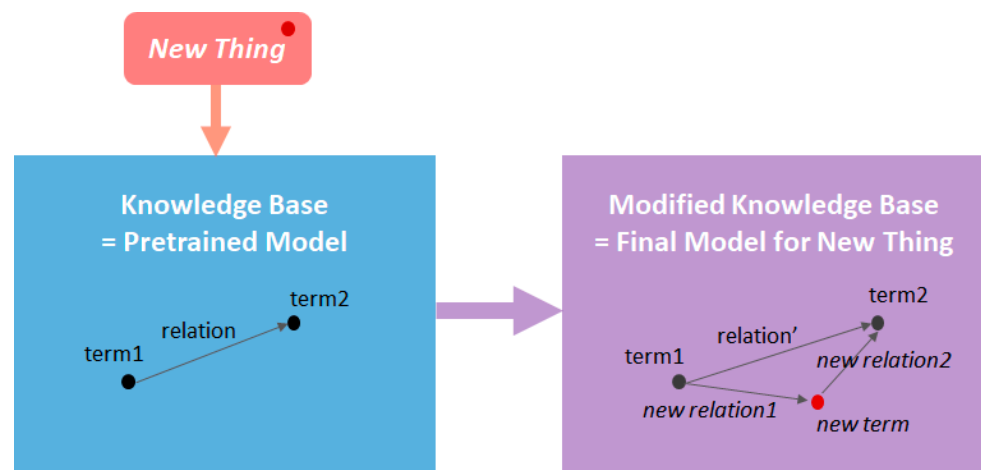 New Thing
Knowledge Base
= Pretrained Model
term2
relation
term1
Modified Knowledge Base
= Final Model for New Thing
term2
relation’
term1
new relation2
new relation1
new term